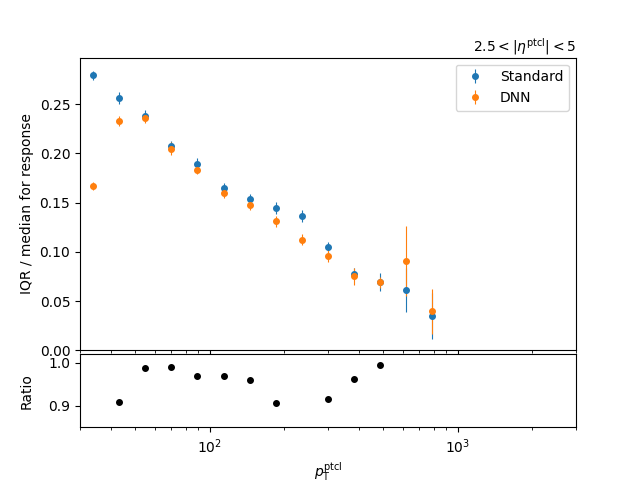 2.5 < |η^ptcl| < 5
Standard
DNN
IQR / median for response
0.25
0.20
0.15
0.10
0.05
0.00
Ratio
1.0
0.9
10^2
10^3
p_T^ptcl